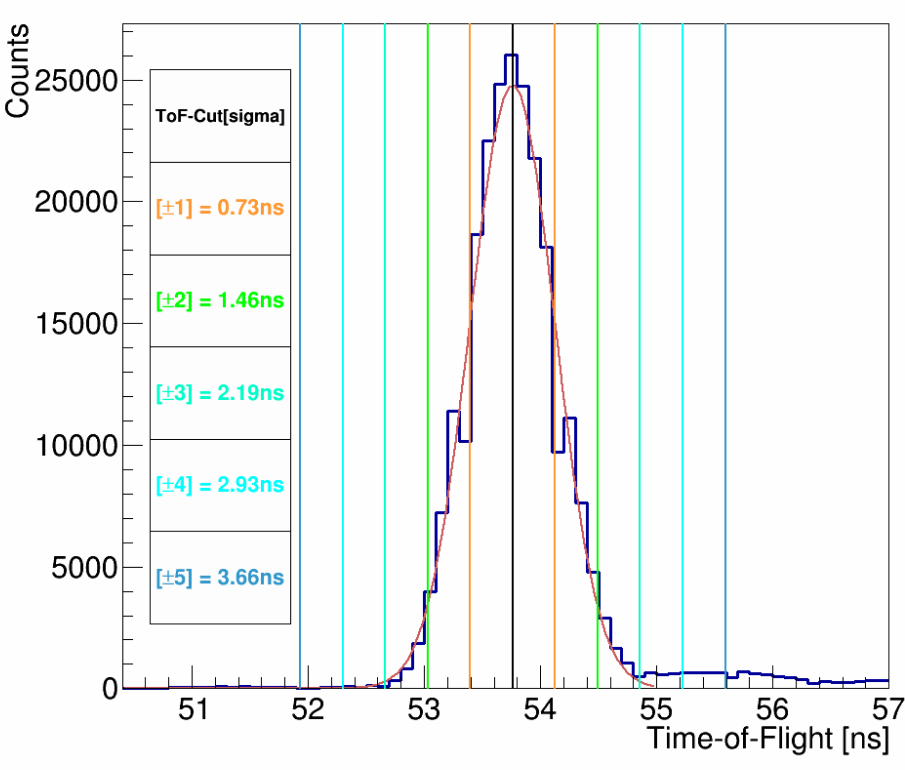 Counts
25000
20000
15000
10000
5000
0
ToF-Cut[sigma]
[±1] = 0.73ns
[±2] = 1.46ns
[±3] = 2.19ns
[±4] = 2.93ns
[±5] = 3.66ns
51 52 53 54 55 56 57
Time-of-Flight [ns]